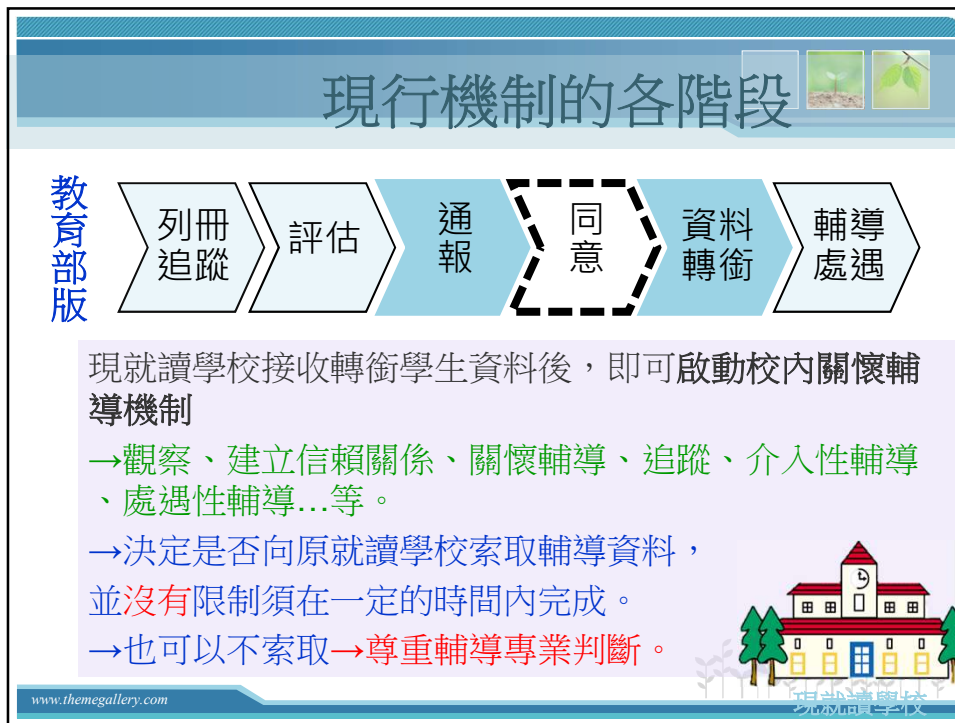 現行機制的各階段
教育部版
列冊
追蹤
評估
通
報
同
意
資料
轉銜
輔導
處遇
現就讀學校接收轉銜學生資料後,即可啟動校內關懷輔
導機制
→觀察、建立信賴關係、關懷輔導、追蹤、介入性輔導
、處遇性輔導…等。
→決定是否向原就讀學校索取輔導資料,
並沒有限制須在一定的時間內完成。
→也可以不索取→尊重輔導專業判斷。
www.themegallery.com
現就讀學校